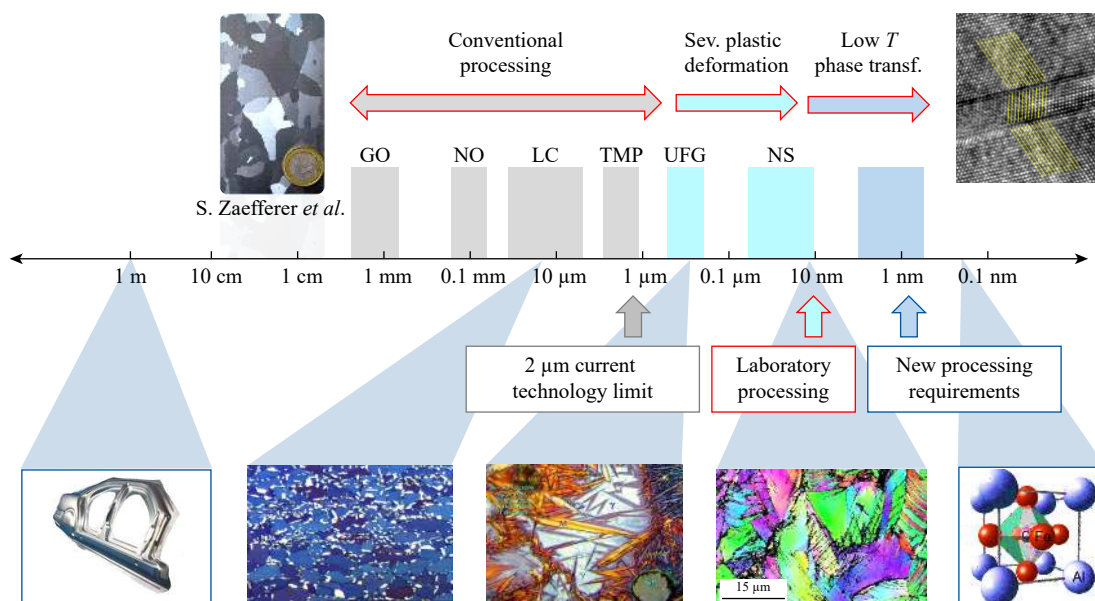 Conventional
processing
Sev. plastic
deformation
Low T
phase transf.
GO
NO
LC
TMP
UFG
NS
S. Zaefferer et al.
1 m
10 cm
1 cm
1 mm
0.1 mm
10 µm
1 µm
0.1 µm
10 nm
1 nm
0.1 nm
2 µm current
technology limit
Laboratory
processing
New processing
requirements
M
γ
15 µm
C
Fe
Al